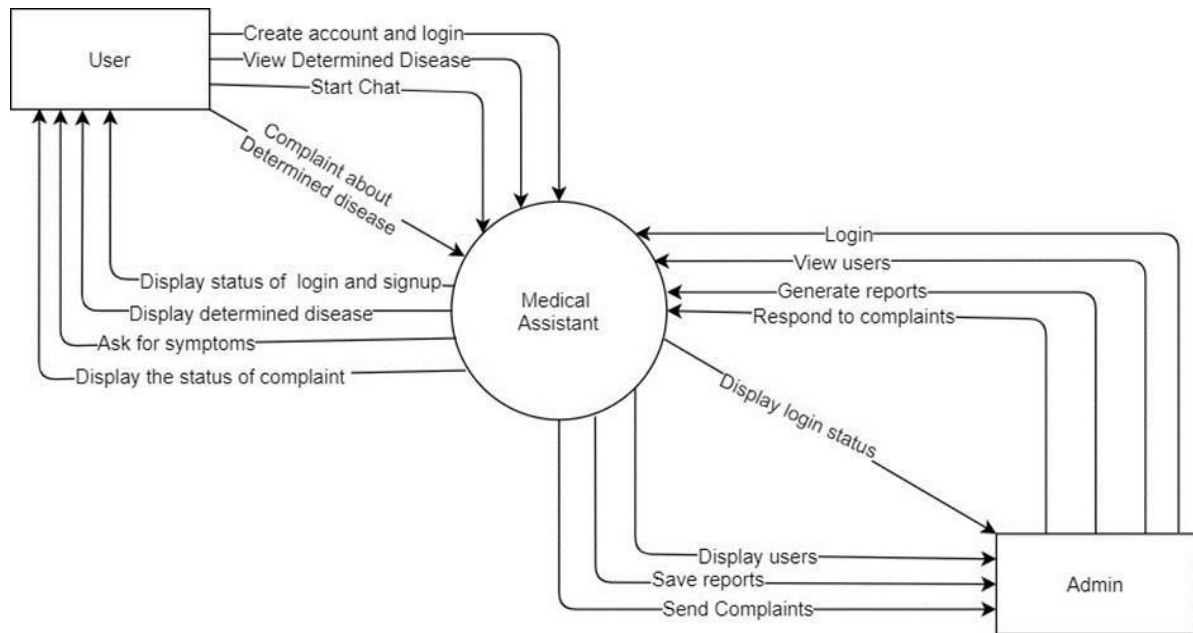 User
Create account and login
View Determined Disease
Start Chat
Complaint about
Determined disease
Display status of login and signup
Display determined disease
Ask for symptoms
Display the status of complaint
Medical
Assistant
Login
View users
Generate reports
Respond to complaints
Display login status
Display users
Save reports
Send Complaints
Admin